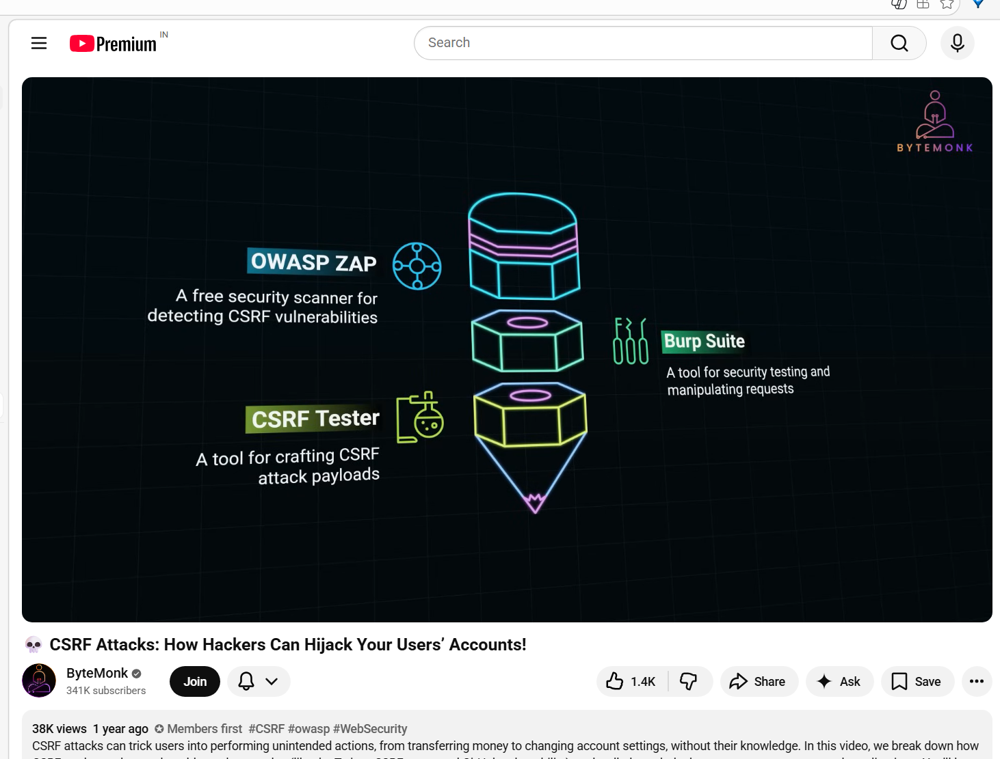 Premium
IN
Search
BYTEMONK
OWASP ZAP
A free security scanner for
detecting CSRF vulnerabilities
Burp Suite
A tool for security testing and
manipulating requests
CSRF Tester
A tool for crafting CSRF
attack payloads
💀 CSRF Attacks: How Hackers Can Hijack Your Users’ Accounts!
ByteMonk
341K subscribers
Join
1.4K
Share
Ask
Save
38K views 1 year ago Members first #CSRF #owasp #WebSecurity
CSRF attacks can trick users into performing unintended actions, from transferring money to changing account settings, without their knowledge. In this video, we break down how